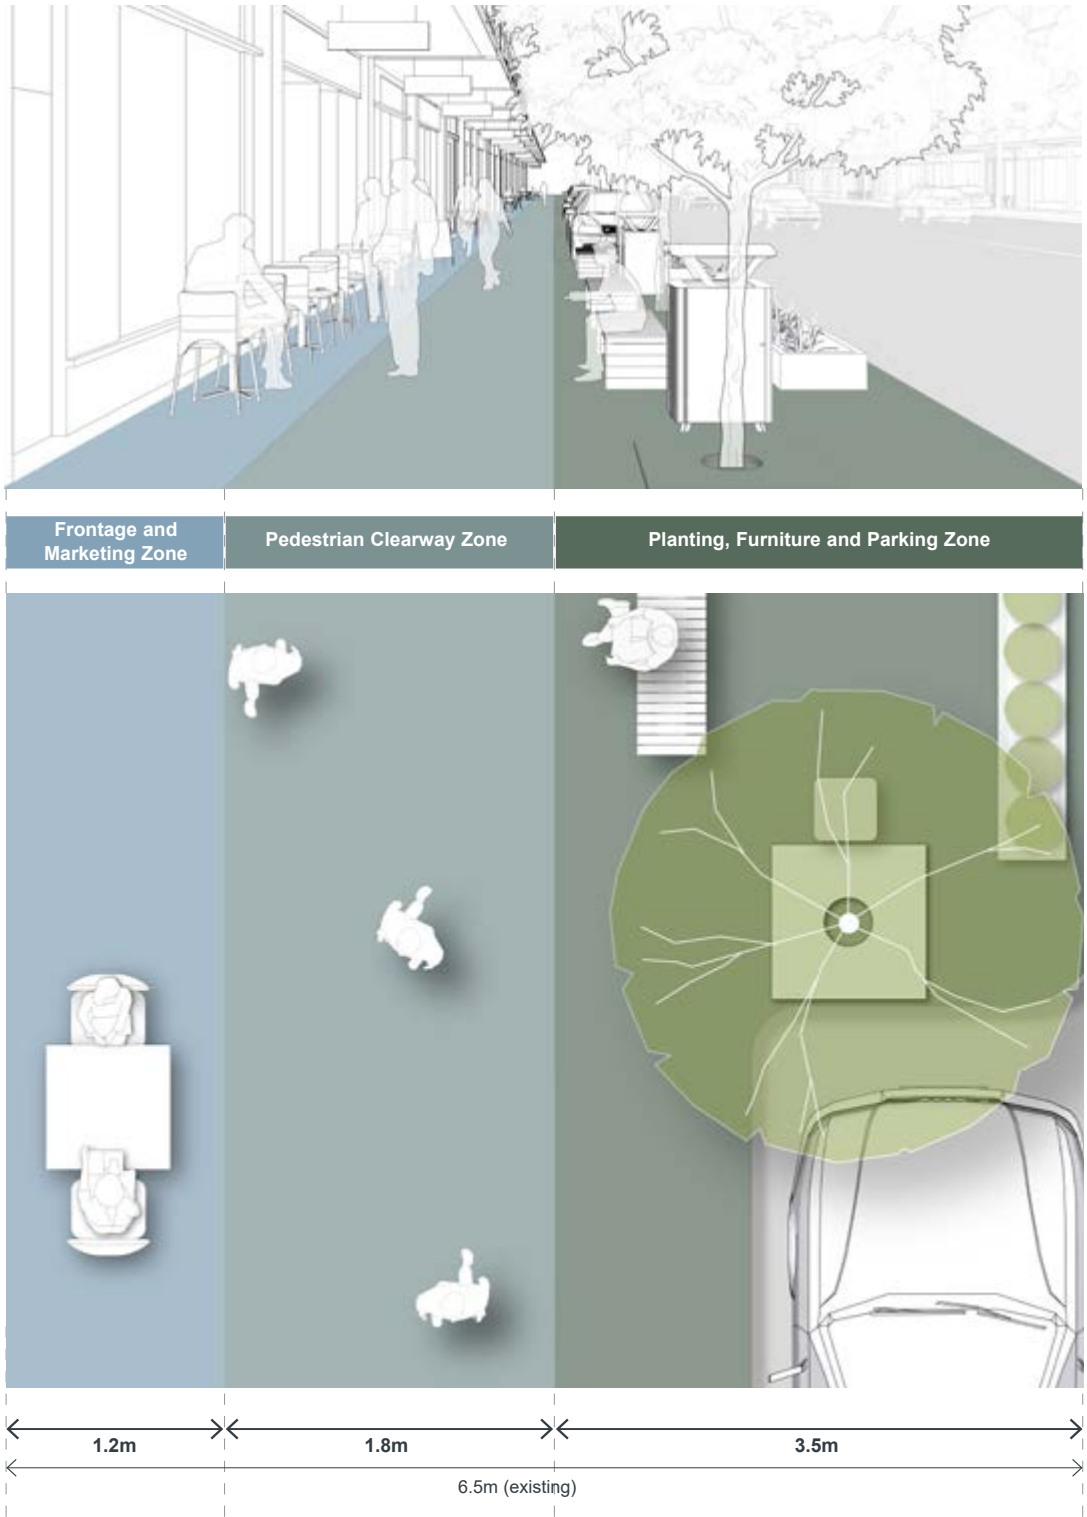 Frontage and
Marketing Zone
Pedestrian Clearway Zone
Planting, Furniture and Parking Zone
1.2m
1.8m
3.5m
6.5m (existing)